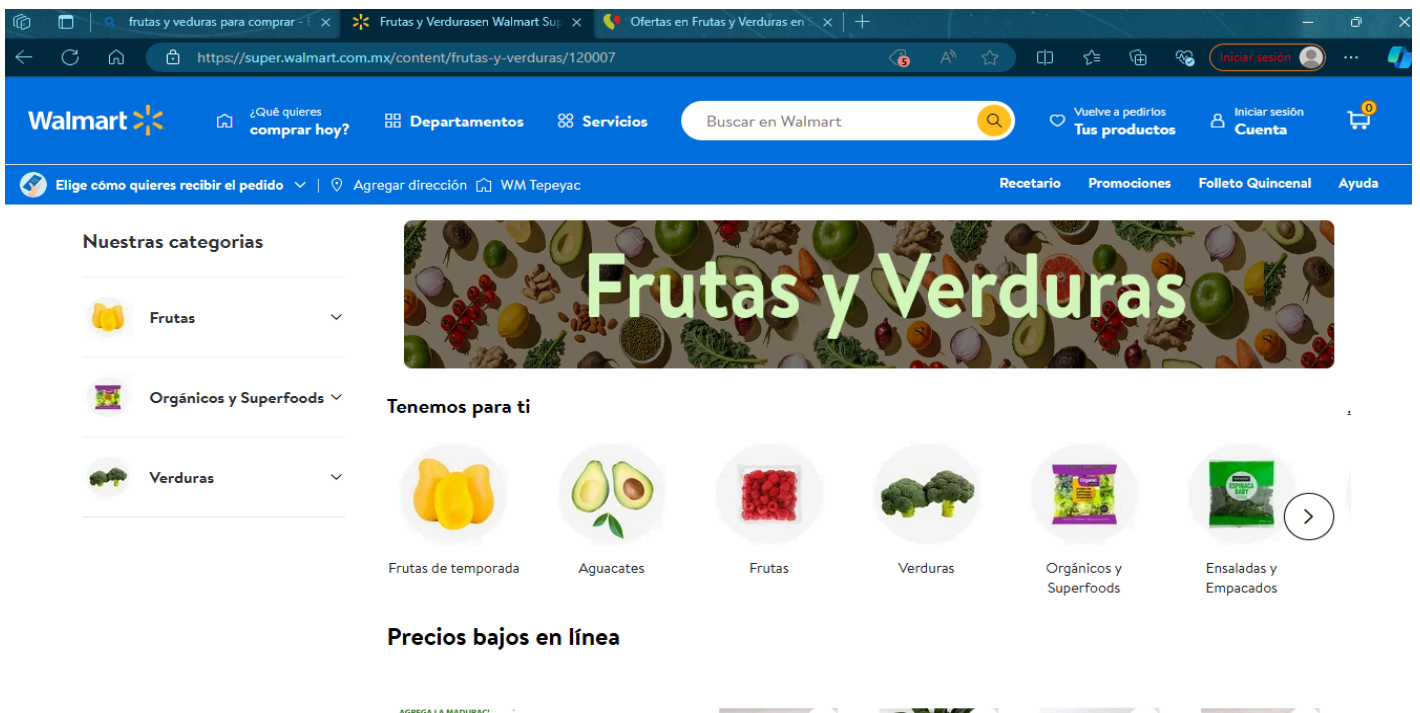 frutas y veduras para comprar -
Frutas y Verdurasen Walmart Sup
Ofertas en Frutas y Verduras en S
https://super.walmart.com.mx/content/frutas-y-verduras/120007
5
Iniciar sesión
Walmart
¿Qué quieres
comprar hoy?
Departamentos
Servicios
Buscar en Walmart
Vuelve a pedirlos
Tus productos
Iniciar sesión
Cuenta
0
Elige cómo quieres recibir el pedido
Agregar dirección
WM Tepeyac
Recetario
Promociones
Folleto Quincenal
Ayuda
Nuestras categorias
Frutas
Orgánicos y Superfoods
Verduras
Frutas y Verduras
Tenemos para ti
Organic
ESPINACA
BABY
Frutas de temporada
Aguacates
Frutas
Verduras
Orgánicos y
Superfoods
Ensaladas y
Empacados
Precios bajos en línea